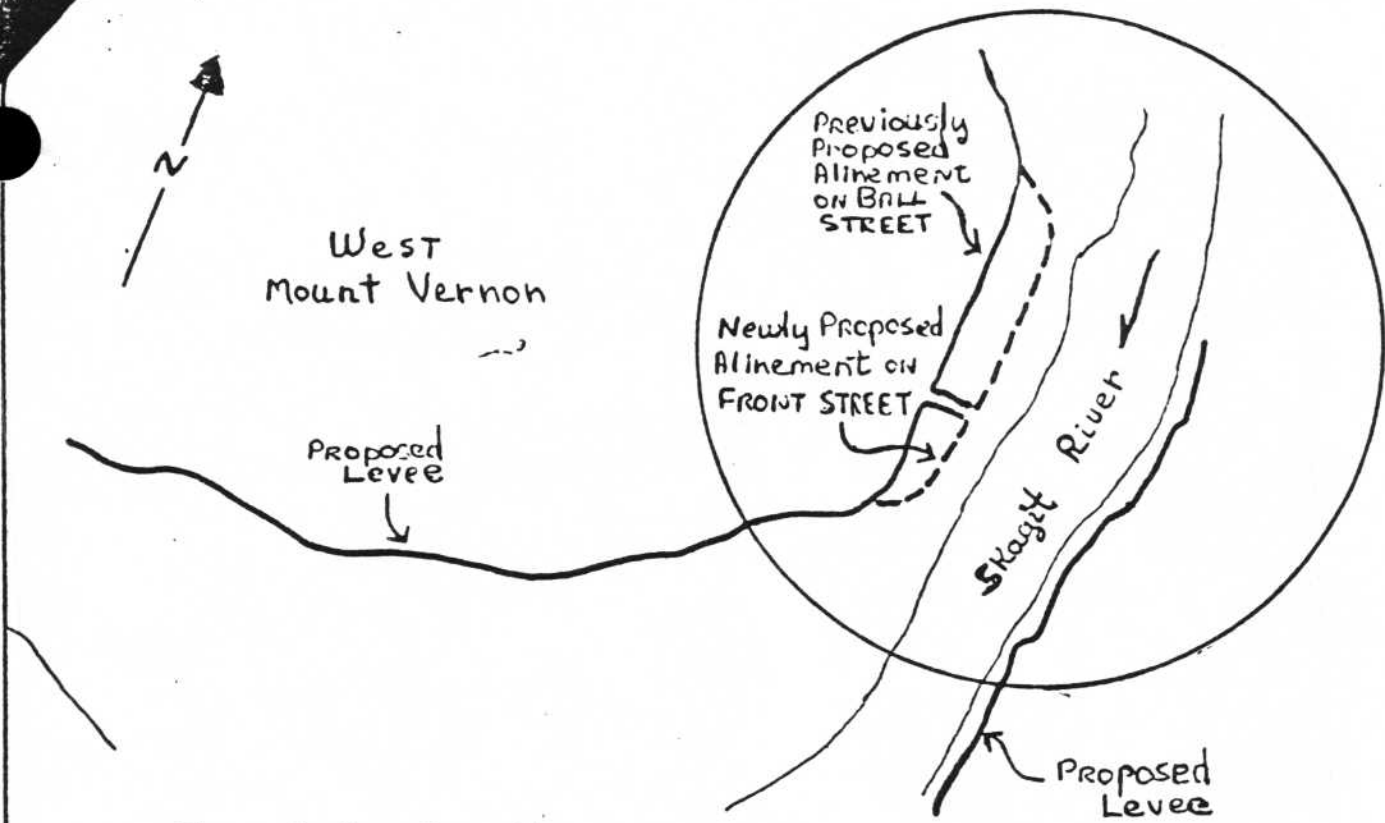 N
West
Mount Vernon
Previously
Proposed
Alinement
on Ball
STREET
Newly Proposed
Alinement on
FRONT STREET
Proposed
Levee
Skagit River
Proposed
Levee